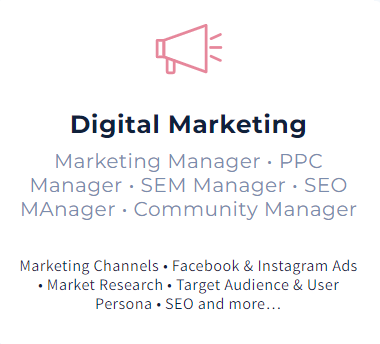 Digital Marketing
Marketing Manager • PPC
Manager • SEM Manager • SEO
MAnager • Community Manager
Marketing Channels • Facebook & Instagram Ads
• Market Research • Target Audience & User
Persona • SEO and more…